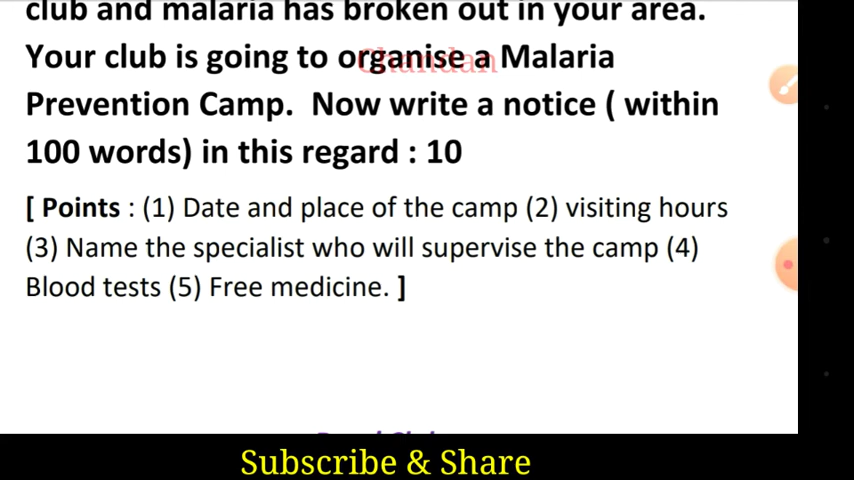 club and malaria has broken out in your area.
Your club is going to organise a Malaria
Chandan
Prevention Camp. Now write a notice ( within
100 words) in this regard : 10
[ Points : (1) Date and place of the camp (2) visiting hours
(3) Name the specialist who will supervise the camp (4)
Blood tests (5) Free medicine. ]
Subscribe & Share